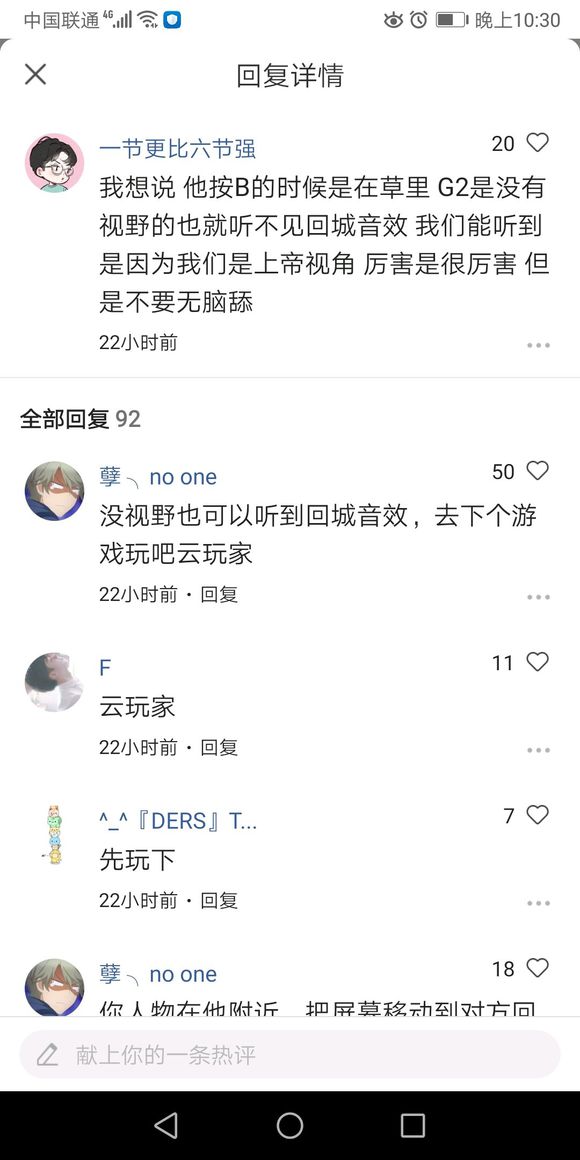 中国联通 4G 晚上10:30
回复详情
一节更比六节强 20
我想说 他按B的时候是在草里 G2是没有
视野的也就听不见回城音效 我们能听到
是因为我们是上帝视角 厉害是很厉害 但
是不要无脑舔
22小时前
全部回复 92
孽╮no one 50
没视野也可以听到回城音效，去下个游
戏玩吧云玩家
22小时前·回复
F 11
云玩家
22小时前·回复
^_^『DERS』T... 7
先玩下
22小时前·回复
孽╮no one 18
你人物在他附近，把屏幕移动到对方回
献上你的一条热评